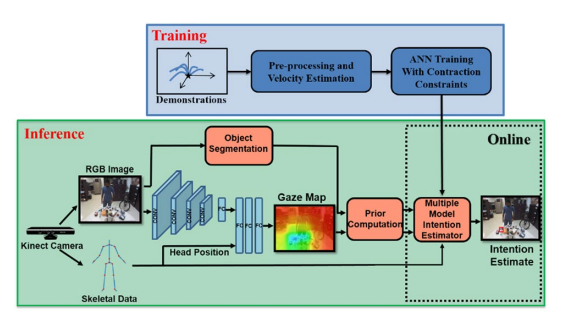 Training
Demonstrations
Pre-processing and
Velocity Estimation
ANN Training
With Contraction
Constraints
Inference
Online
RGB Image
Object
Segmentation
CONV
CONV
CONV
CONV
FC
FC
FC
Gaze Map
Prior
Computation
Multiple
Model
Intention
Estimator
Intention
Estimate
Kinect Camera
Head Position
Skeletal Data